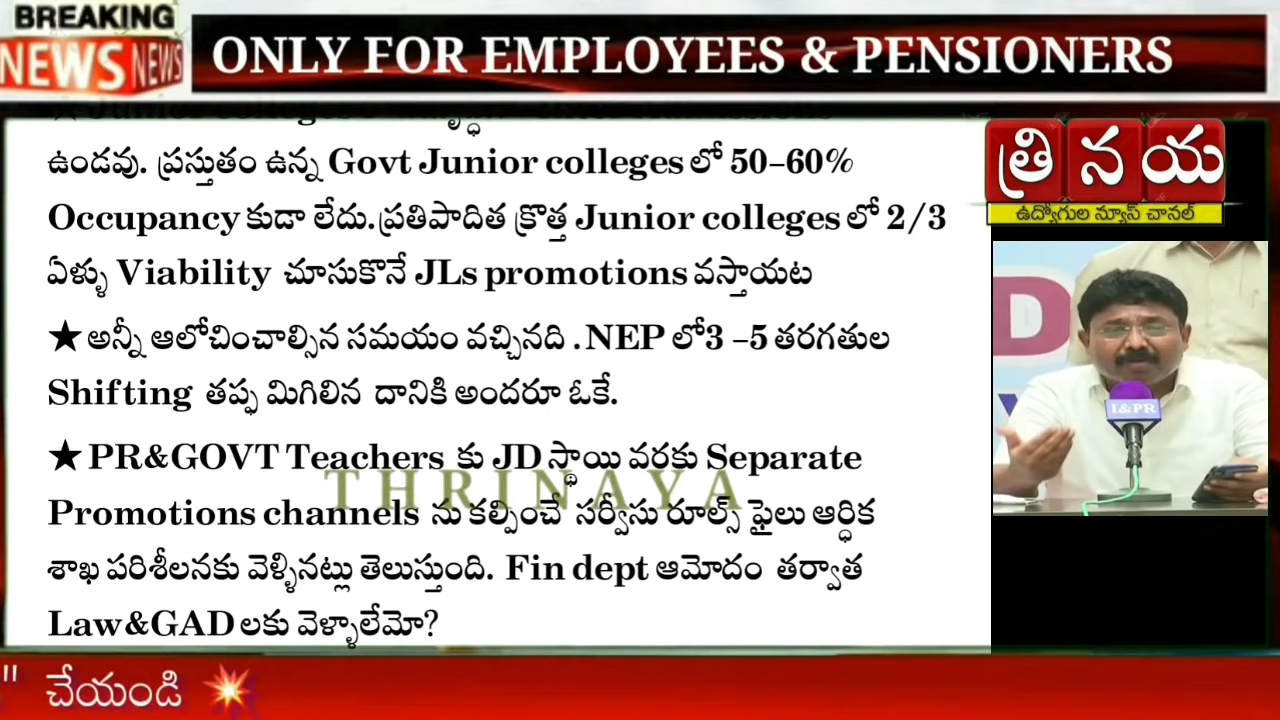 BREAKING
NEWS NEWS
ONLY FOR EMPLOYEES & PENSIONERS
ఉండవు. ప్రస్తుతం ఉన్న Govt Junior colleges లో 50-60%
Occupancy కుడా లేదు.ప్రతిపాదిత క్రొత్త Junior colleges లో 2/3
ఏళ్ళు Viability చూసుకొనే JLs promotions వస్తాయట
★ అన్నీ ఆలోచించాల్సిన సమయం వచ్చినది . NEP లో3 -5 తరగతుల
Shifting తప్ప మిగిలిన దానికి అందరూ ఓకే.
★ PR&GOVT Teachers కు JD స్థాయి వరకు Separate
Promotions channels ను కల్పించే సర్వీసు రూల్స్ ఫైలు ఆర్ధిక
శాఖ పరిశీలనకు వెళ్ళినట్లు తెలుస్తుంది. Fin dept ఆమోదం తర్వాత
Law&GAD లకు వెళ్ళాలేమో?
THRINAYA
త్రినయ
ఉద్యోగుల న్యూస్ చానల్
D
I&PR
" చేయండి